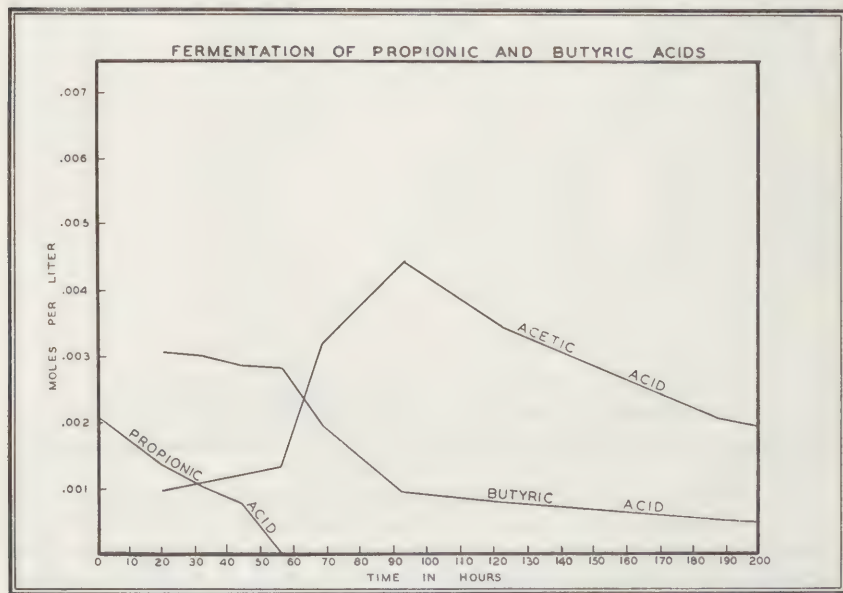 FERMENTATION OF PROPIONIC AND BUTYRIC ACIDS
MOLES PER LITER
.007
.006
.005
.004
.003
.002
.001
ACETIC ACID
PROPIONIC ACID
BUTYRIC ACID
0 10 20 30 40 50 60 70 80 90 100 110 120 130 140 150 160 170 180 190 200
TIME IN HOURS